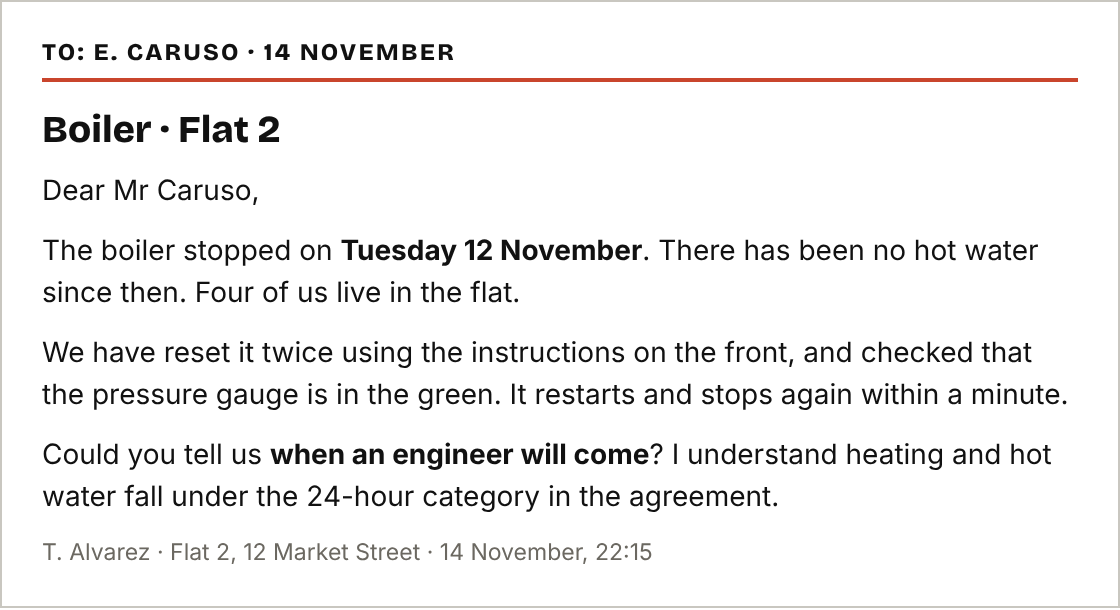 TO: E. CARUSO · 14 NOVEMBER
Boiler · Flat 2
Dear Mr Caruso,
The boiler stopped on Tuesday 12 November. There has been no hot water
since then. Four of us live in the flat.
We have reset it twice using the instructions on the front, and checked that
the pressure gauge is in the green. It restarts and stops again within a minute.
Could you tell us when an engineer will come? I understand heating and hot
water fall under the 24-hour category in the agreement.
T. Alvarez · Flat 2, 12 Market Street · 14 November, 22:15